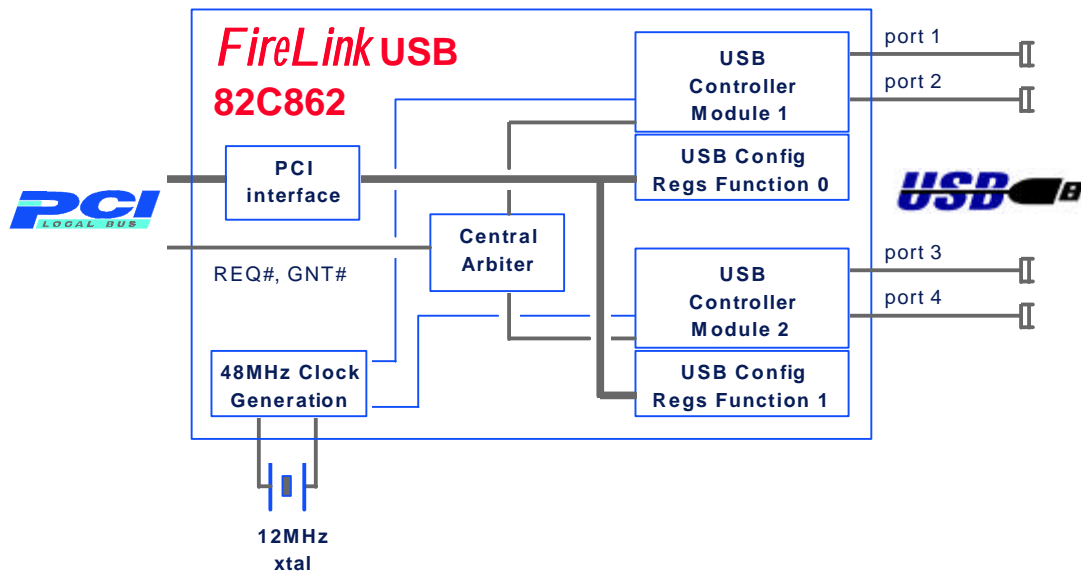 FireLink USB
82C862
USB
Controller
Module 1
port 1
port 2
PCI
interface
USB Config
Regs Function 0
PCI
LOCAL BUS
USB
Central
Arbiter
REQ#, GNT#
USB
Controller
Module 2
port 3
port 4
48MHz Clock
Generation
USB Config
Regs Function 1
12MHz
xtal